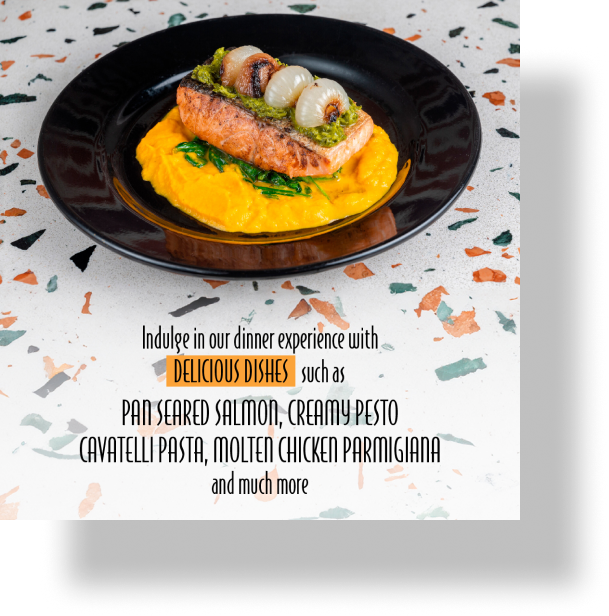 Indulge in our dinner experience with
DELICIOUS DISHES such as
PAN SEARED SALMON, CREAMY PESTO
CAVATELLI PASTA, MOLTEN CHICKEN PARMIGIANA
and much more